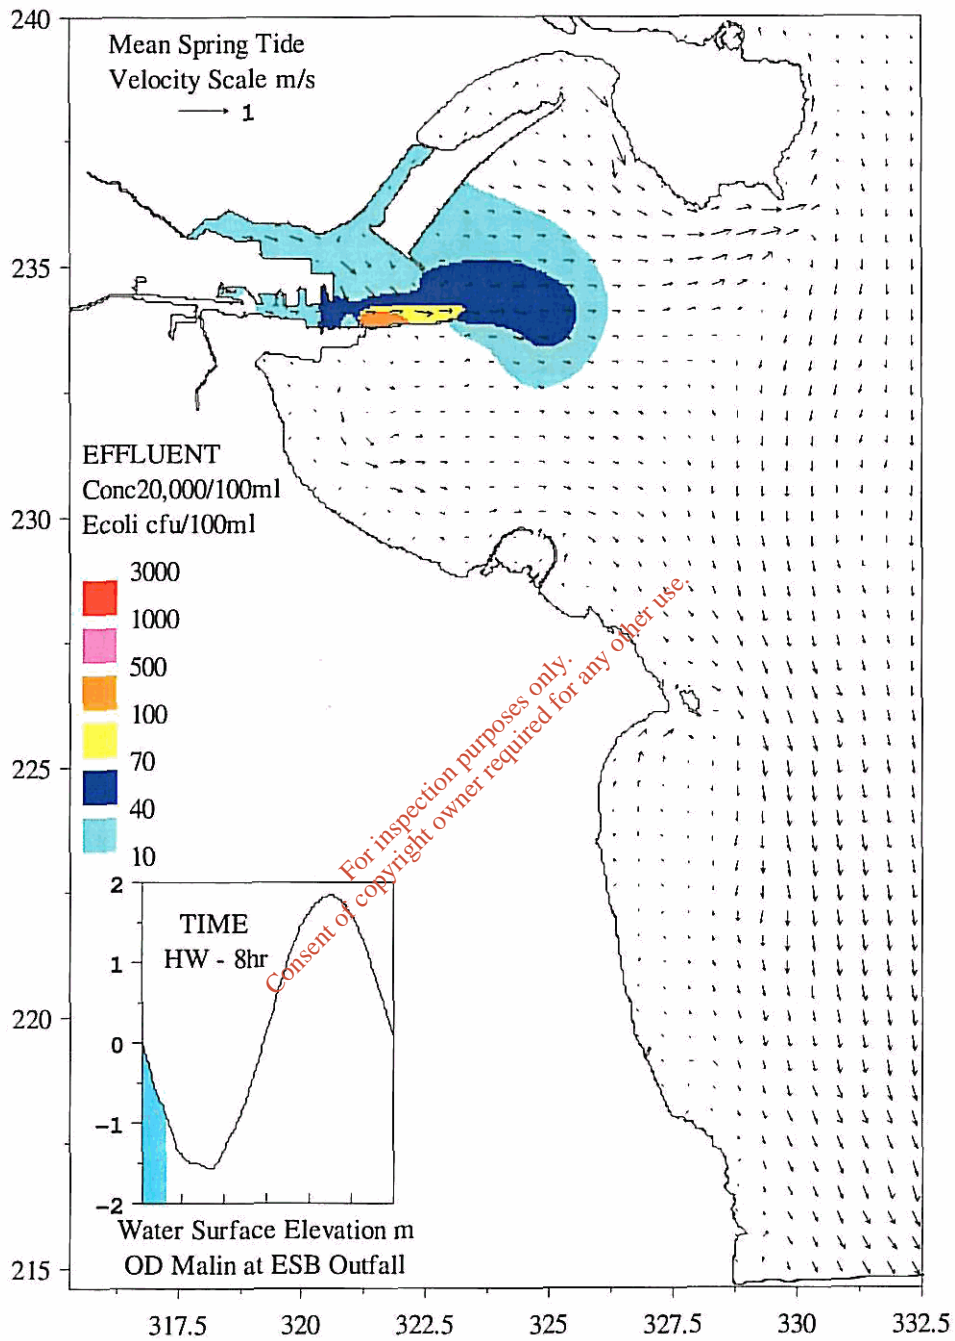 240
235
230
225
220
215
Mean Spring Tide
Velocity Scale m/s
1
EFFLUENT
Conc20,000/100ml
Ecoli cfu/100ml
3000
1000
500
100
70
40
10
2
1
0
-1
-2
TIME
HW - 8hr
Water Surface Elevation m
OD Malin at ESB Outfall
317.5
320
322.5
325
327.5
330
332.5
For inspection purposes only.
Consent of copyright owner required for any other use.